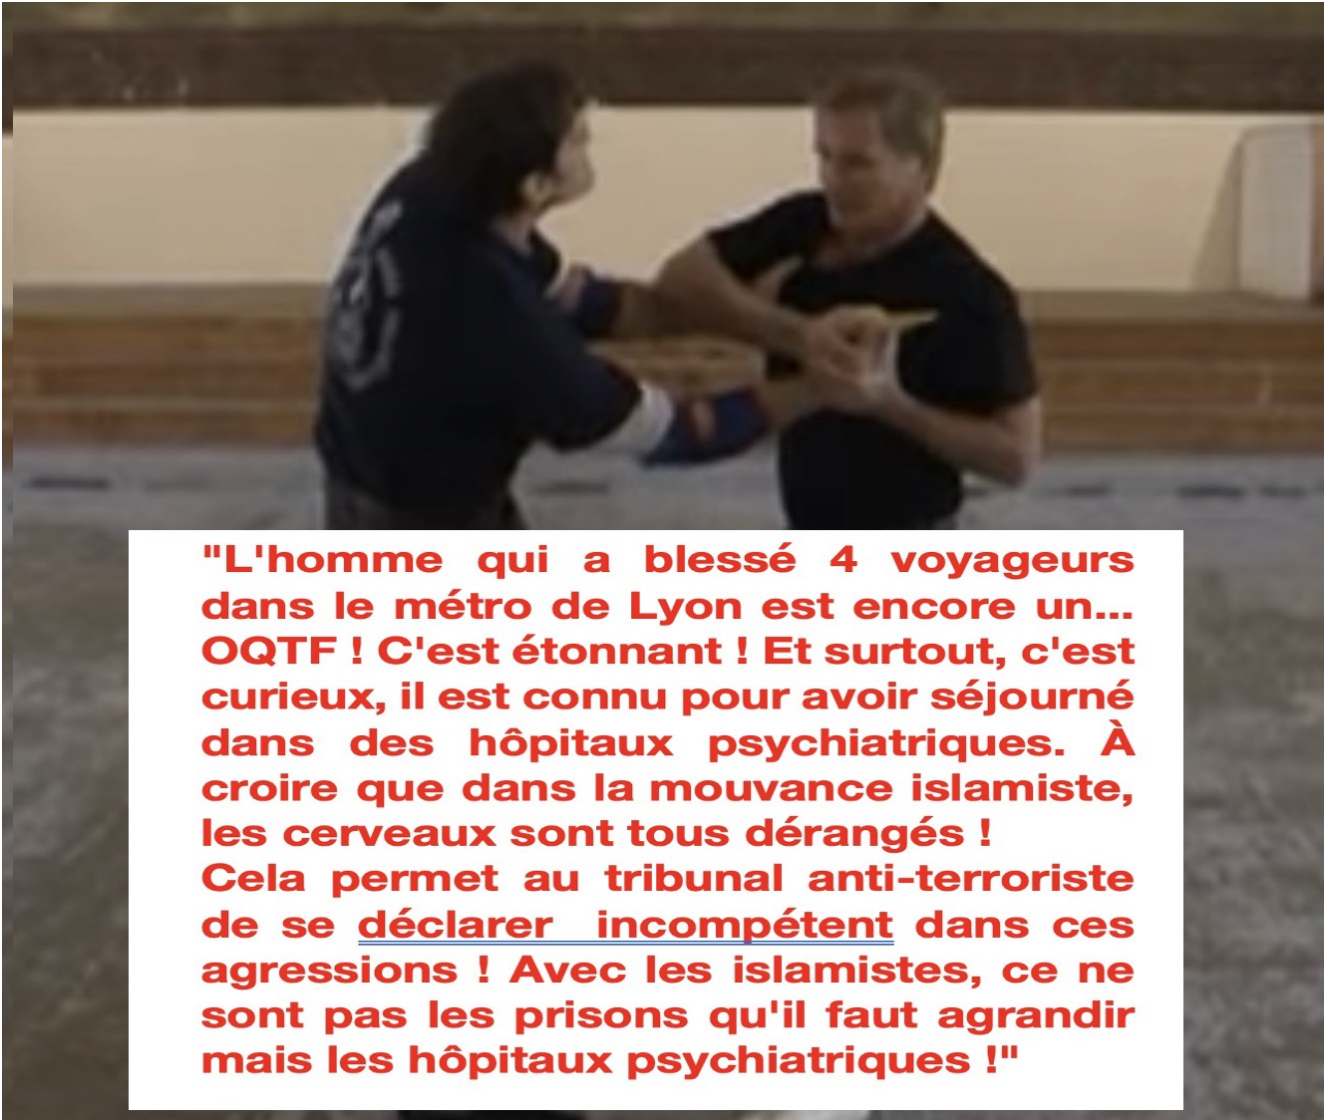 "L'homme qui a blessé 4 voyageurs
dans le métro de Lyon est encore un...
OQTF ! C'est étonnant ! Et surtout, c'est
curieux, il est connu pour avoir séjourné
dans des hôpitaux psychiatriques. À
croire que dans la mouvance islamiste,
les cerveaux sont tous dérangés !
Cela permet au tribunal anti-terroriste
de se déclarer incompétent dans ces
agressions ! Avec les islamistes, ce ne
sont pas les prisons qu'il faut agrandir
mais les hôpitaux psychiatriques !"